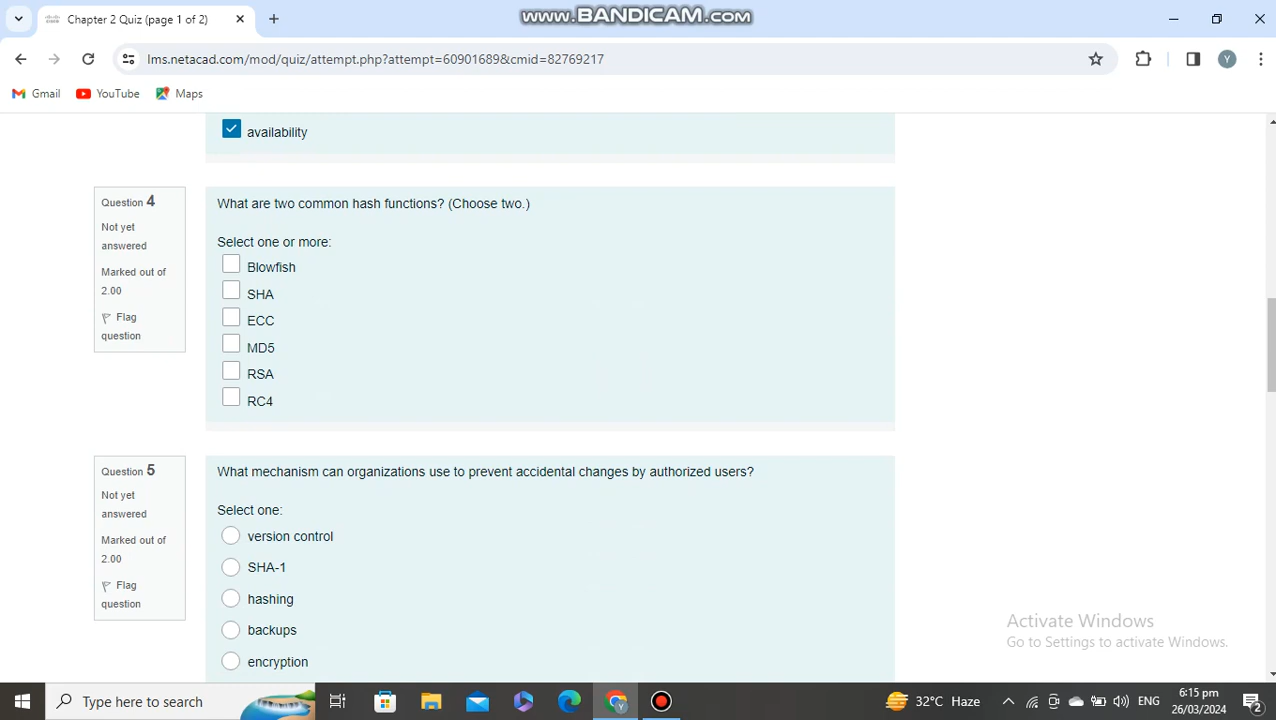 Chapter 2 Quiz (page 1 of 2)
www.BANDICAM.com
lms.netacad.com/mod/quiz/attempt.php?attempt=60901689&cmid=82769217
Y
Gmail
YouTube
Maps
availability
Question 4
Not yet
answered
Marked out of
2.00
Flag
question
What are two common hash functions? (Choose two.)
Select one or more:
Blowfish
SHA
ECC
MD5
RSA
RC4
Question 5
Not yet
answered
Marked out of
2.00
Flag
question
What mechanism can organizations use to prevent accidental changes by authorized users?
Select one:
version control
SHA-1
hashing
backups
encryption
Activate Windows
Go to Settings to activate Windows.
Type here to search
32°C Haze
ENG
6:15 pm
26/03/2024
2